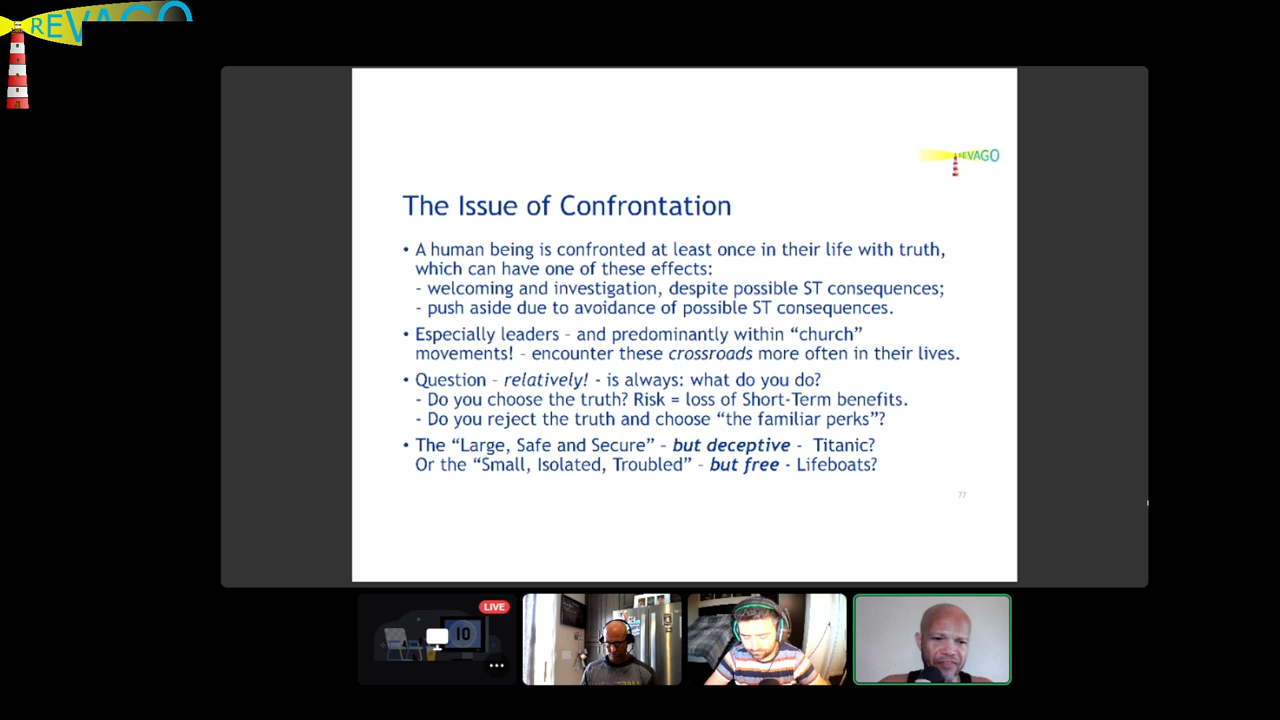 REVAGO
REVAGO
The Issue of Confrontation
• A human being is confronted at least once in their life with truth,
which can have one of these effects:
- welcoming and investigation, despite possible ST consequences;
- push aside due to avoidance of possible ST consequences.
• Especially leaders – and predominantly within “church”
movements! – encounter these crossroads more often in their lives.
• Question – relatively! - is always: what do you do?
- Do you choose the truth? Risk = loss of Short-Term benefits.
- Do you reject the truth and choose “the familiar perks”?
• The “Large, Safe and Secure” – but deceptive - Titanic?
Or the “Small, Isolated, Troubled” – but free - Lifeboats?
77
LIVE
10